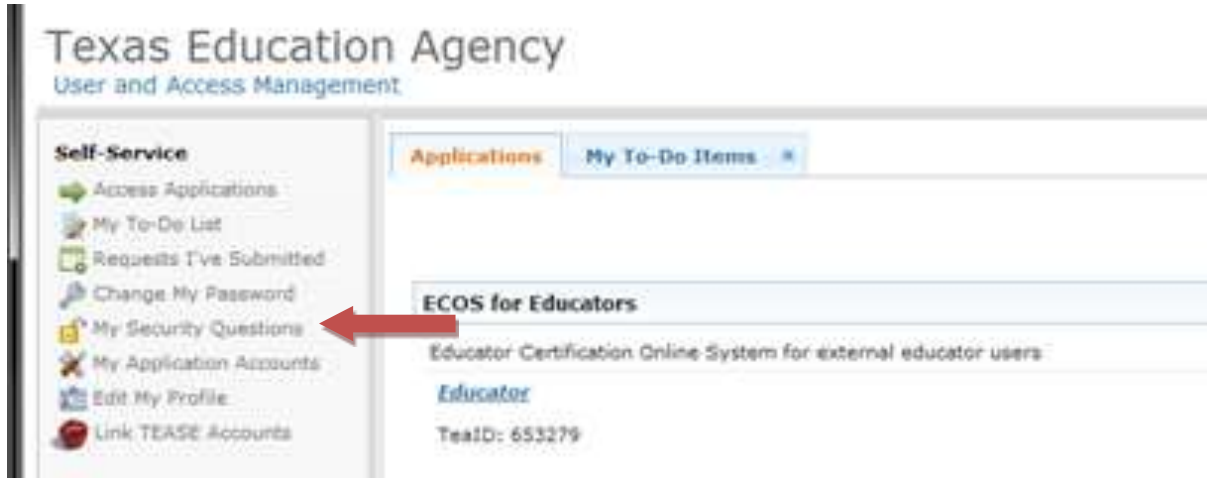 Texas Education Agency
User and Access Management
Self-Service
Access Applications
My To-Do List
Requests I've Submitted
Change My Password
My Security Questions
My Application Accounts
Edit My Profile
Link TEASE Accounts
Applications
My To-Do Items
ECOS for Educators
Educator Certification Online System for external educator users
Educator
TeaID: 653279